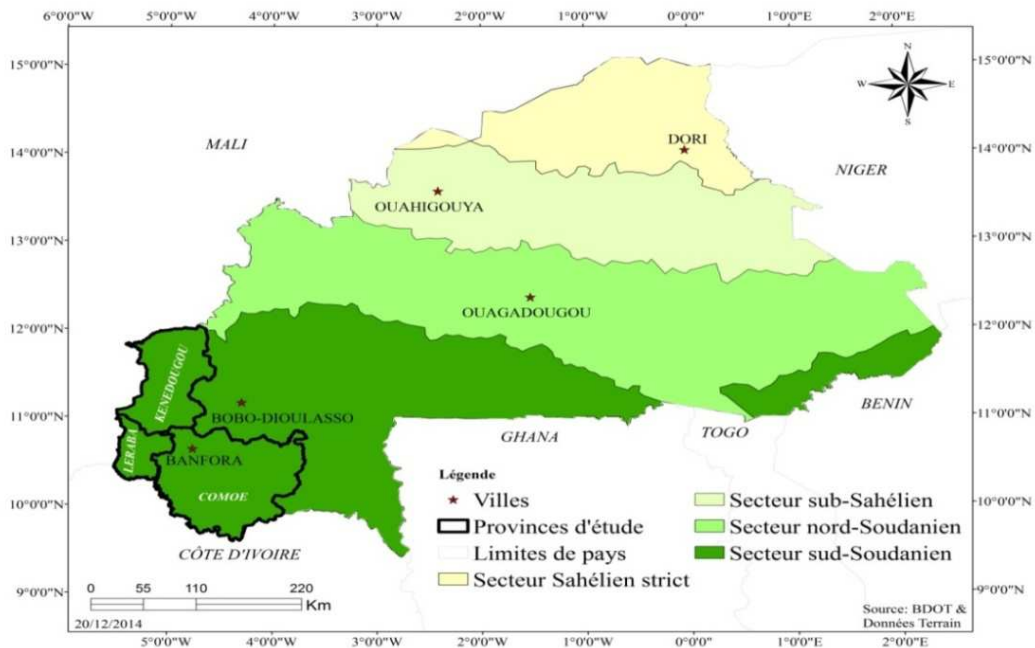 6°0'0"W 5°0'0"W 4°0'0"W 2°0'0"W 1°0'0"W 0°0'0"E 1°0'0"E 2°0'0"E
15°0'0"N 15°0'0"N
N
W E
S
MALI
DORI
14°0'0"N 14°0'0"N
NIGER
OUAHIGOUYA
13°0'0"N 13°0'0"N
OUAGADOUGOU
12°0'0"N 12°0'0"N
KENEDOUGOU
BOBO-DIOULASSO
BENIN
11°0'0"N 11°0'0"N
GHANA
TOGO
LERABA
BANFORA
COMOE
10°0'0"N 10°0'0"N
CÔTE D'IVOIRE
Légende
Villes
Provinces d'étude
Limites de pays
Secteur Sahélien strict
Secteur sub-Sahélien
Secteur nord-Soudanien
Secteur sud-Soudanien
9°0'0"N 9°0'0"N
0 55 110 220
Km
20/12/2014
Source: BDOT &
Données Terrain
5°0'0"W 4°0'0"W 3°0'0"W 2°0'0"W 1°0'0"W 0°0'0"E 1°0'0"E 2°0'0"E